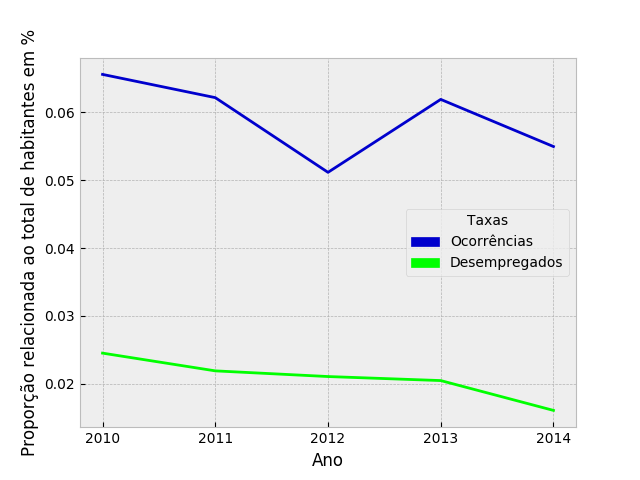 Proporção relacionada ao total de habitantes em %
0.06
0.05
0.04
0.03
0.02
Taxas
Ocorrências
Desempregados
2010 2011 2012 2013 2014
Ano